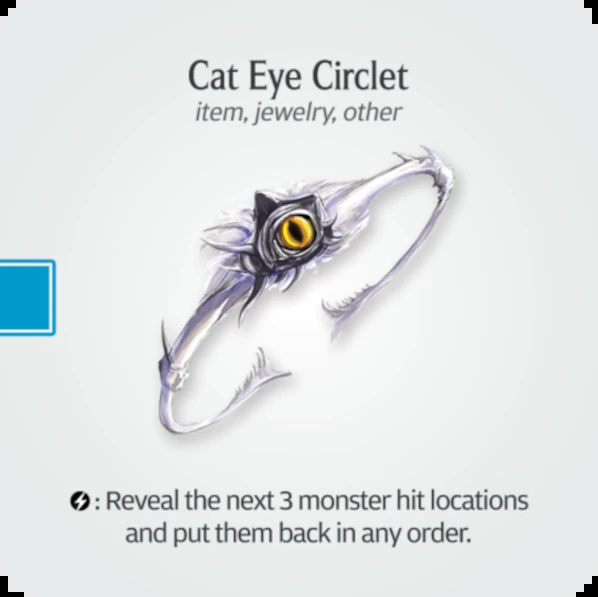 Cat Eye Circlet
item, jewelry, other
: Reveal the next 3 monster hit locations
and put them back in any order.